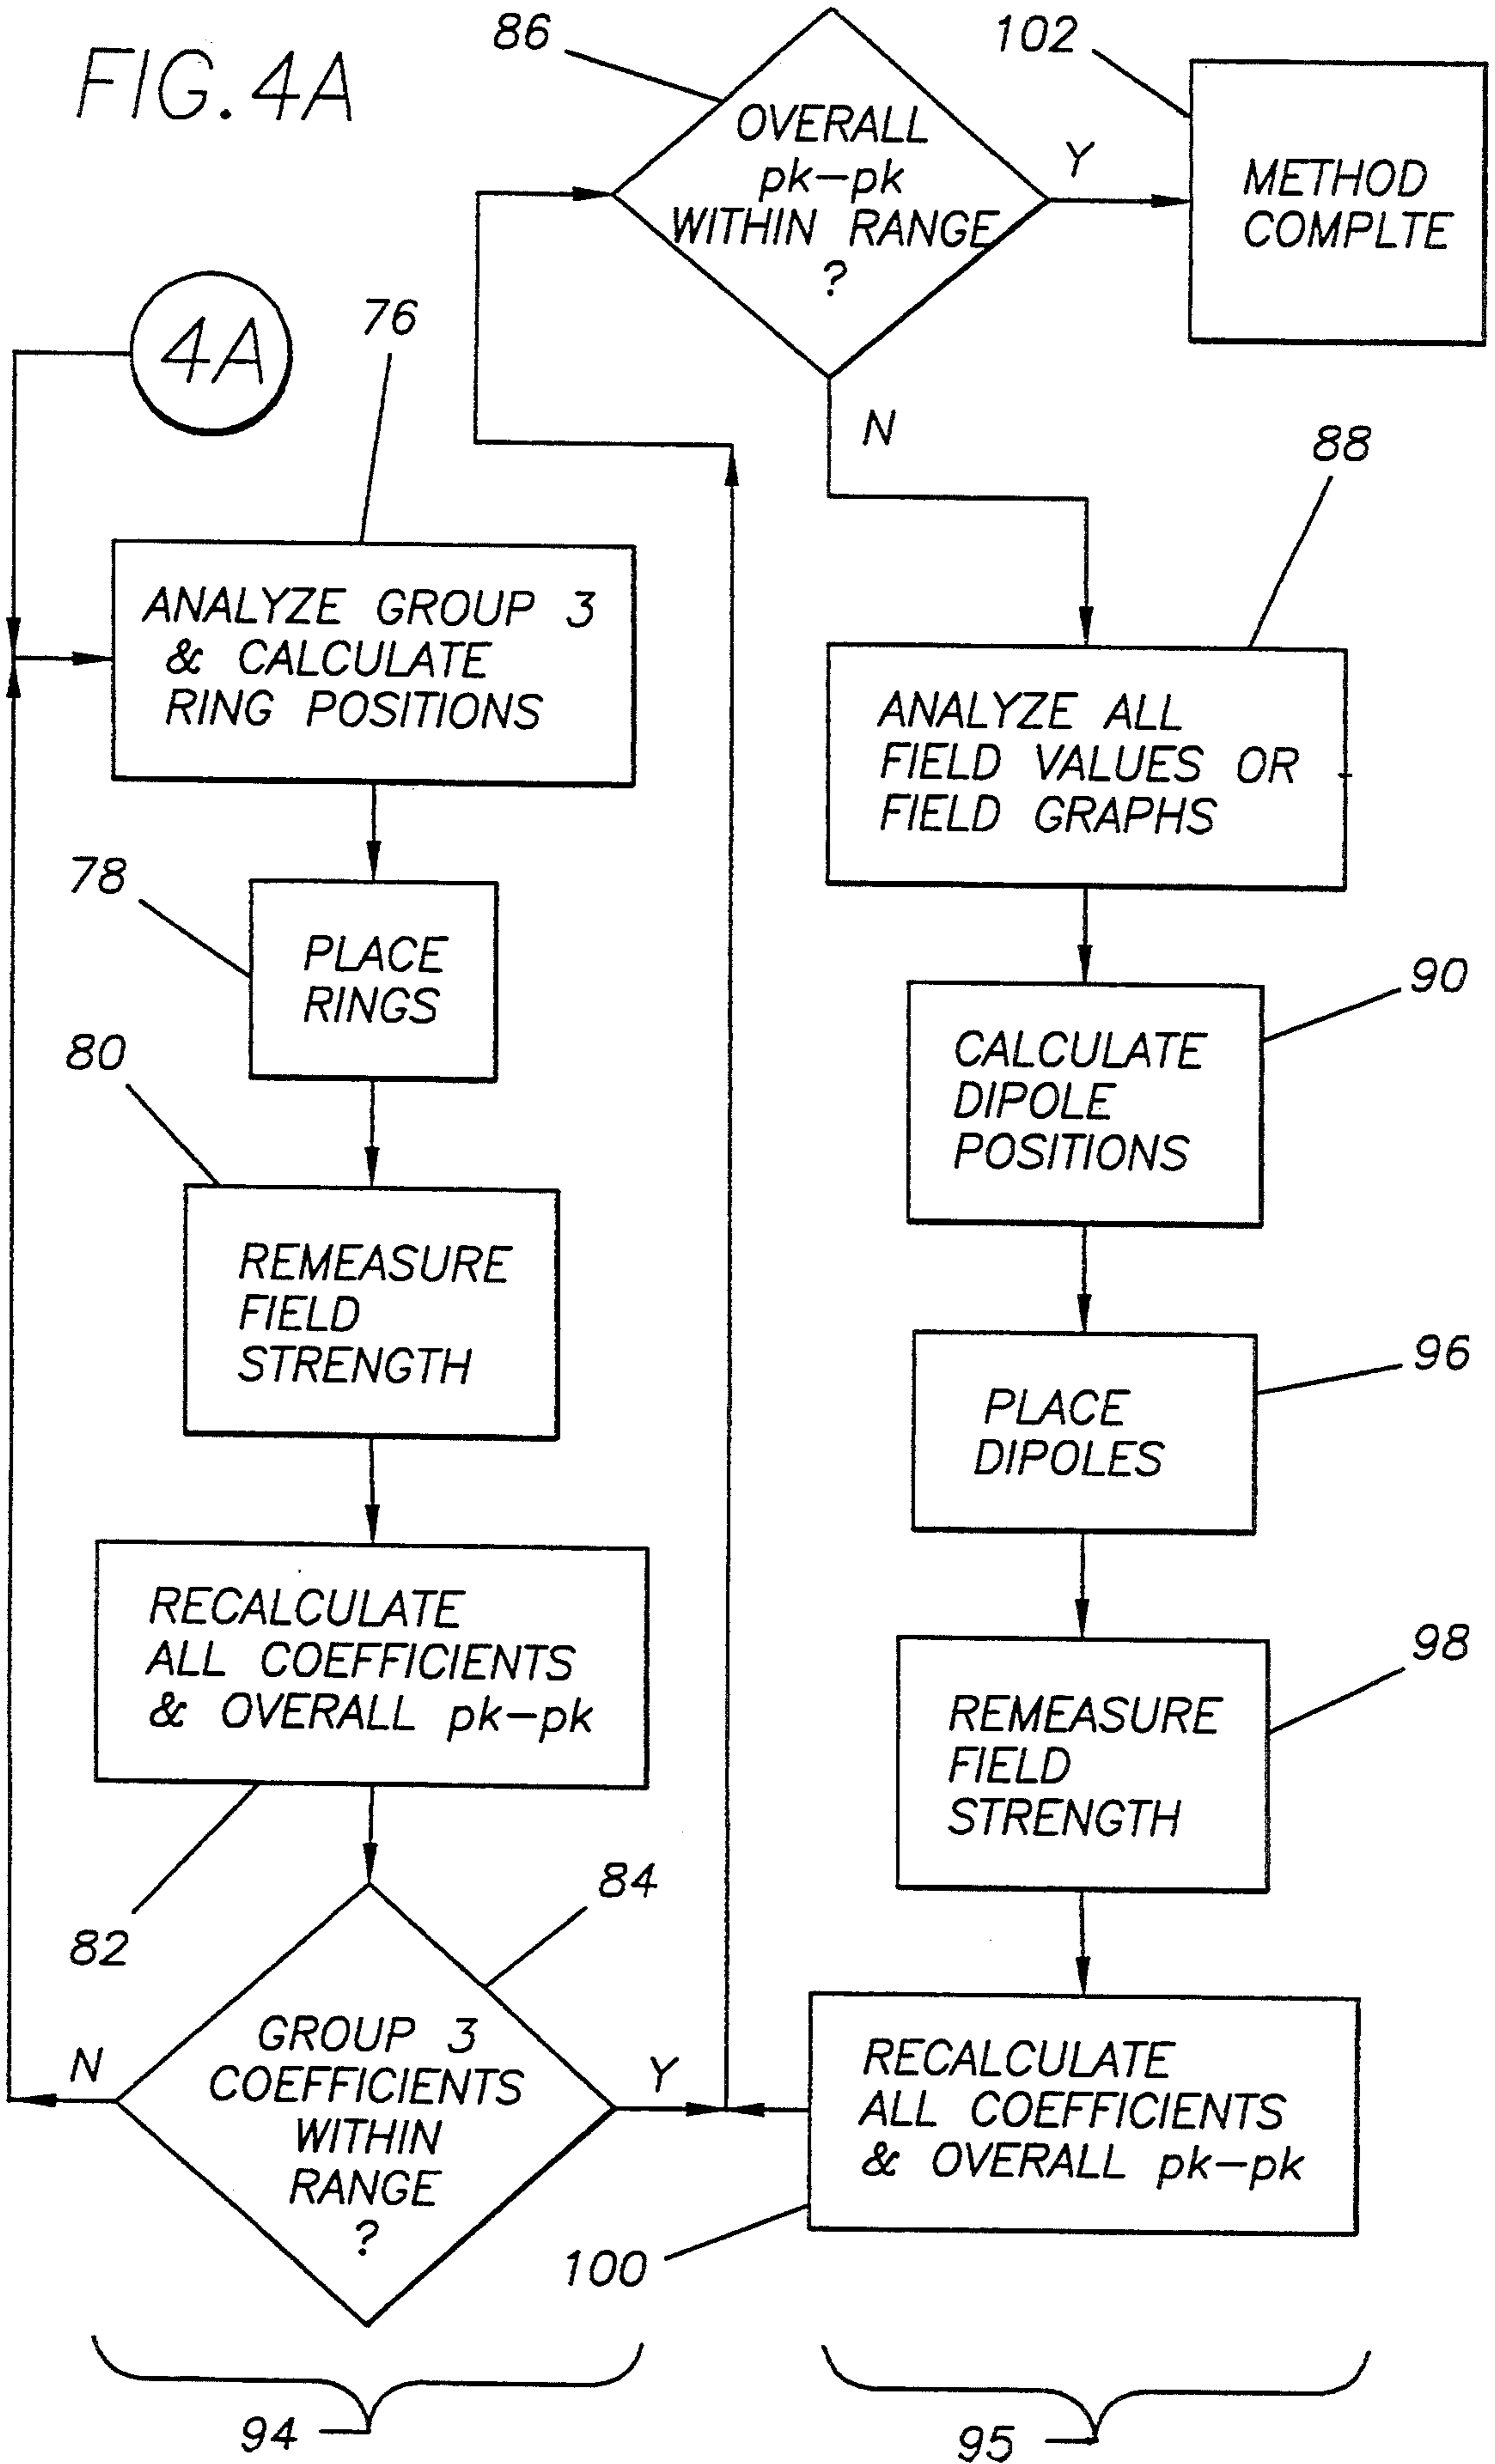 FIG. 4A
86
OVERALL
pk-pk
WITHIN RANGE
?
Y
N
102
METHOD
COMPLTE
4A
76
ANALYZE GROUP 3
& CALCULATE
RING POSITIONS
78
PLACE
RINGS
80
REMEASURE
FIELD
STRENGTH
RECALCULATE
ALL COEFFICIENTS
& OVERALL pk-pk
82
84
GROUP 3
COEFFICIENTS
WITHIN
RANGE
?
N
Y
94
88
ANALYZE ALL
FIELD VALUES OR
FIELD GRAPHS
90
CALCULATE
DIPOLE
POSITIONS
96
PLACE
DIPOLES
98
REMEASURE
FIELD
STRENGTH
RECALCULATE
ALL COEFFICIENTS
& OVERALL pk-pk
100
95